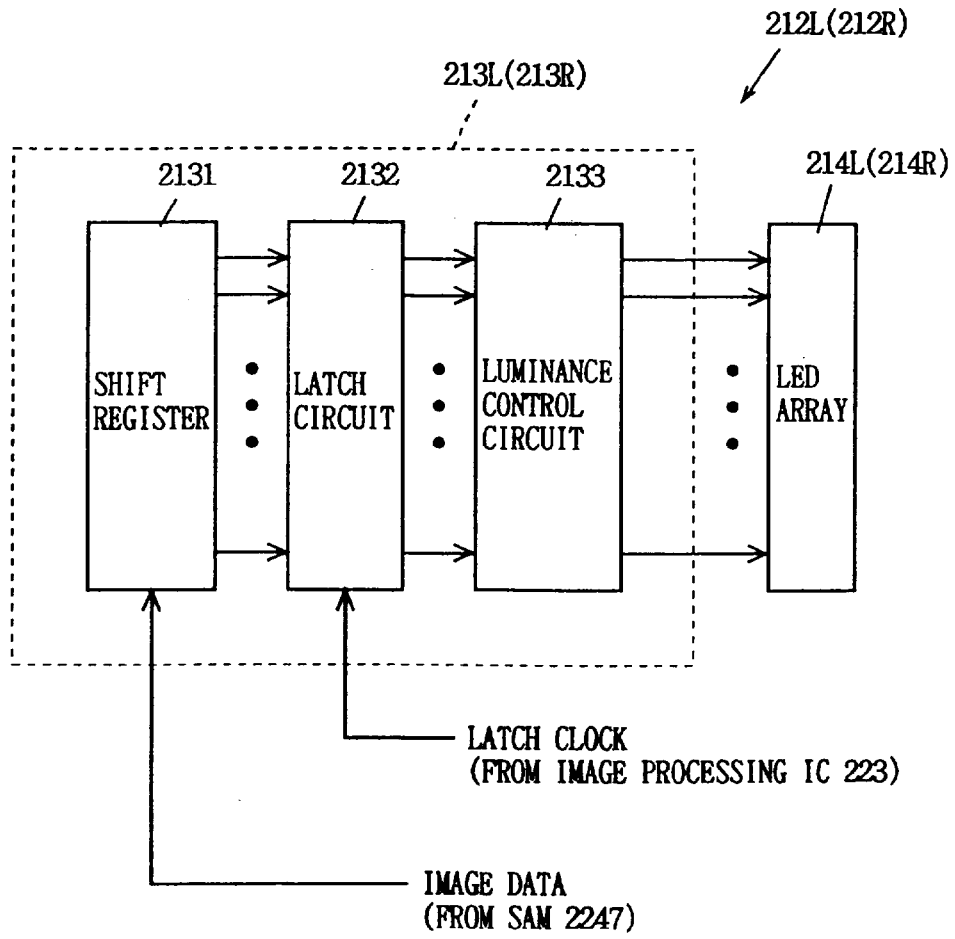 212L(212R)
213L(213R)
214L(214R)
2131
2132
2133
SHIFT
REGISTER
LATCH
CIRCUIT
LUMINANCE
CONTROL
CIRCUIT
LED
ARRAY
LATCH CLOCK
(FROM IMAGE PROCESSING IC 223)
IMAGE DATA
(FROM SAM 2247)